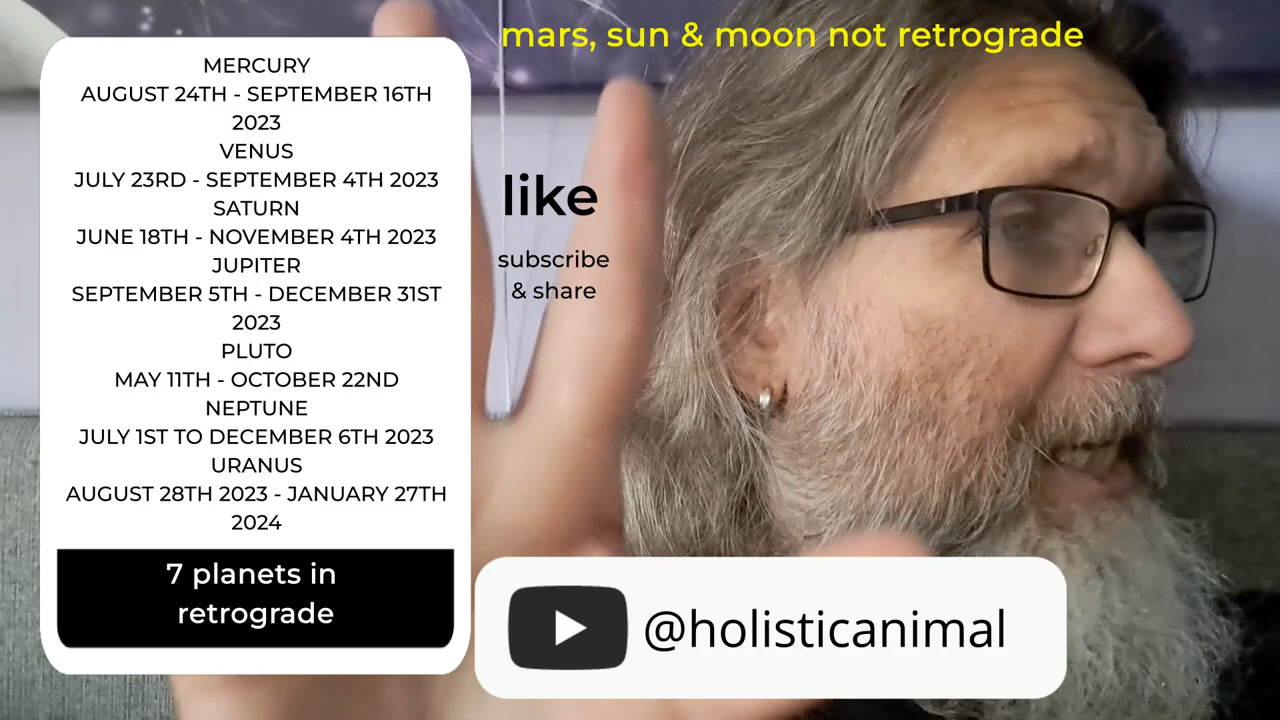 mars, sun & moon not retrograde
MERCURY
AUGUST 24TH - SEPTEMBER 16TH
2023
VENUS
JULY 23RD - SEPTEMBER 4TH 2023
SATURN
JUNE 18TH - NOVEMBER 4TH 2023
JUPITER
SEPTEMBER 5TH - DECEMBER 31ST
2023
PLUTO
MAY 11TH - OCTOBER 22ND
NEPTUNE
JULY 1ST TO DECEMBER 6TH 2023
URANUS
AUGUST 28TH 2023 - JANUARY 27TH
2024
7 planets in
retrograde
like
subscribe
& share
@holisticanimal